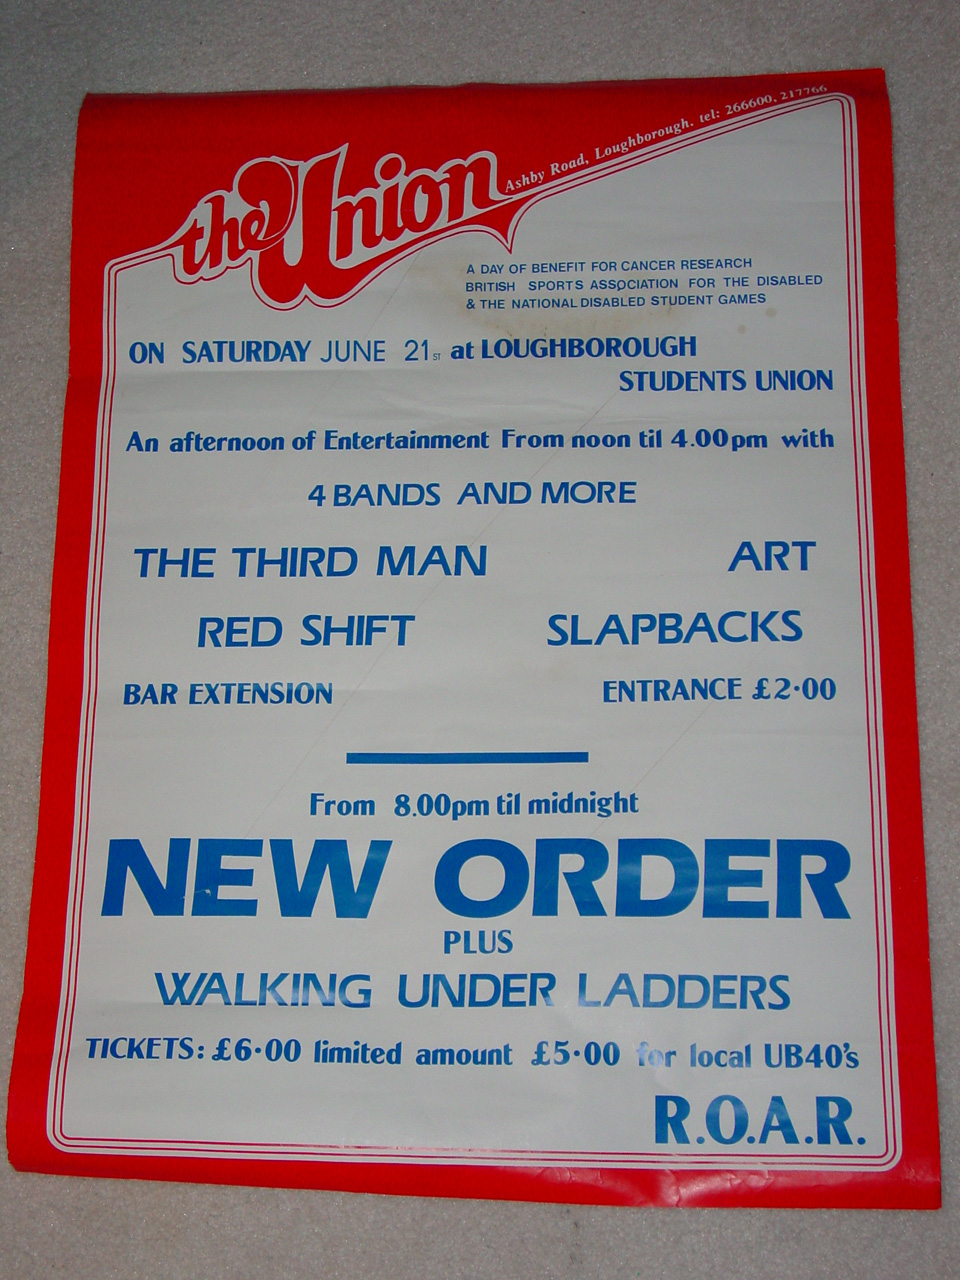 the Union
Ashby Road, Loughborough. tel: 266600, 217766
A DAY OF BENEFIT FOR CANCER RESEARCH
BRITISH SPORTS ASSOCIATION FOR THE DISABLED
& THE NATIONAL DISABLED STUDENT GAMES
ON SATURDAY JUNE 21ST at LOUGHBOROUGH
STUDENTS UNION
An afternoon of Entertainment From noon til 4.00pm with
4 BANDS AND MORE
THE THIRD MAN ART
RED SHIFT SLAPBACKS
BAR EXTENSION ENTRANCE £2·00
From 8.00pm til midnight
NEW ORDER
PLUS
WALKING UNDER LADDERS
TICKETS: £6·00 limited amount £5·00 for local UB40's
R.O.A.R.